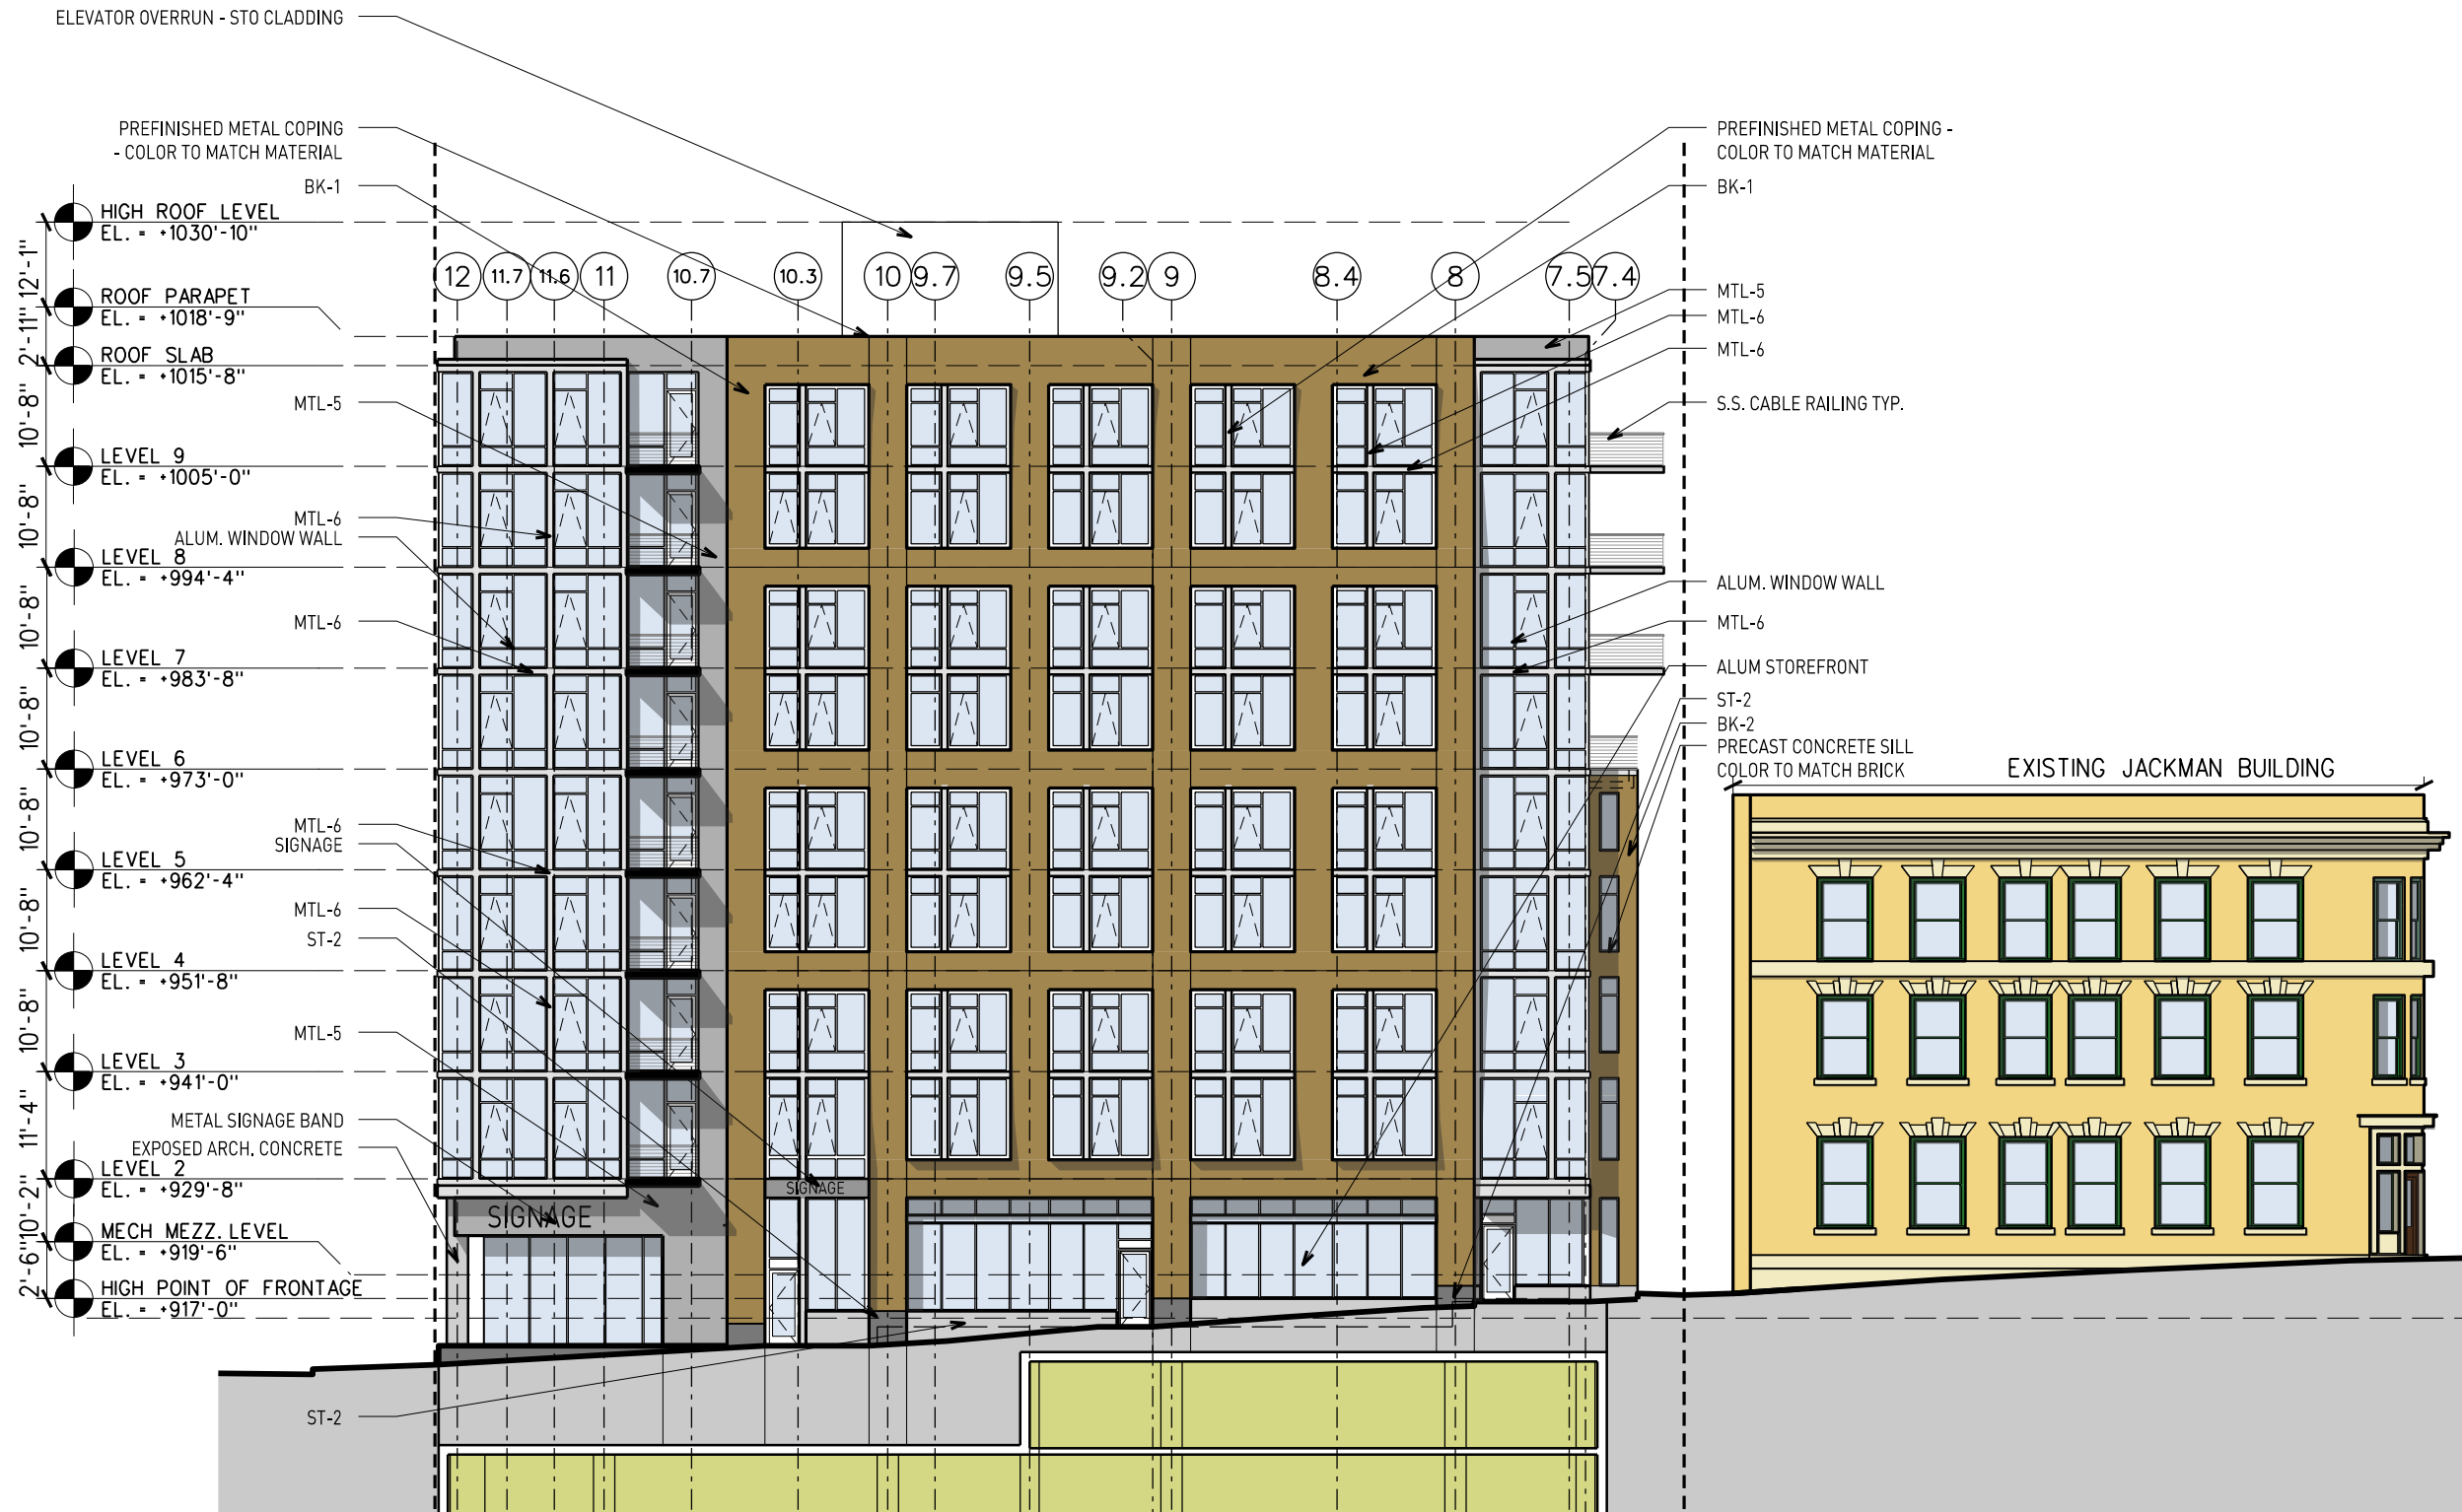 ELEVATOR OVERRUN - STO CLADDING
PREFINISHED METAL COPING
- COLOR TO MATCH MATERIAL
BK-1
HIGH ROOF LEVEL
EL. = +1030'-10"
12'-1"
ROOF PARAPET
EL. = +1018'-9"
2'-11"
ROOF SLAB
EL. = +1015'-8"
10'-8"
MTL-5
LEVEL 9
EL. = +1005'-0"
10'-8"
MTL-6
ALUM. WINDOW WALL
LEVEL 8
EL. = +994'-4"
10'-8"
MTL-6
LEVEL 7
EL. = +983'-8"
10'-8"
LEVEL 6
EL. = +973'-0"
10'-8"
MTL-6
SIGNAGE
LEVEL 5
EL. = +962'-4"
10'-8"
MTL-6
ST-2
LEVEL 4
EL. = +951'-8"
10'-8"
MTL-5
LEVEL 3
EL. = +941'-0"
11'-4"
METAL SIGNAGE BAND
EXPOSED ARCH. CONCRETE
LEVEL 2
EL. = +929'-8"
10'-2"
MECH MEZZ. LEVEL
EL. = +919'-6"
2'-6"
HIGH POINT OF FRONTAGE
EL. = +917'-0"
ST-2
12
11.7
11.6
11
10.7
10.3
10
9.7
9.5
9.2
9
8.4
8
7.5
7.4
SIGNAGE
SIGNAGE
PREFINISHED METAL COPING -
COLOR TO MATCH MATERIAL
BK-1
MTL-5
MTL-6
MTL-6
S.S. CABLE RAILING TYP.
ALUM. WINDOW WALL
MTL-6
ALUM STOREFRONT
ST-2
BK-2
PRECAST CONCRETE SILL
COLOR TO MATCH BRICK
EXISTING JACKMAN BUILDING